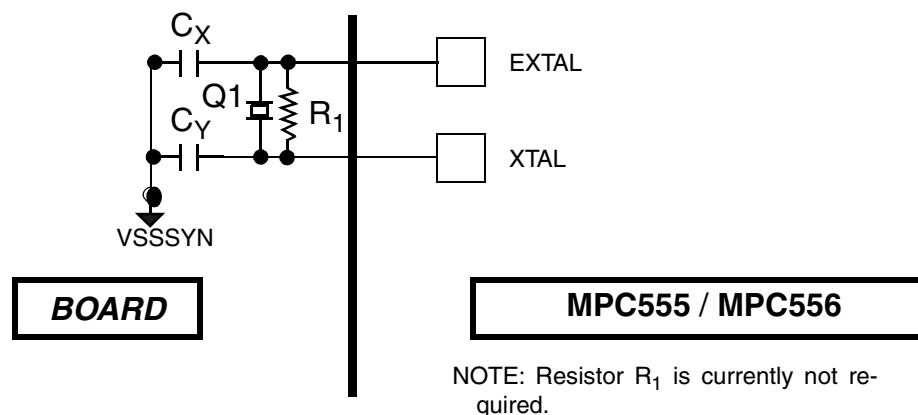 CX
EXTAL
Q1
R1
CY
XTAL
VSSSYN
BOARD
MPC555 / MPC556
NOTE: Resistor R1 is currently not re-
quired.